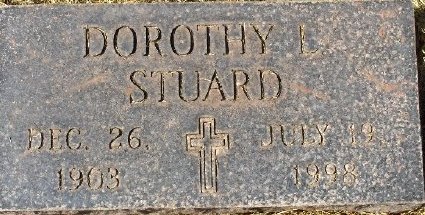 DOROTHY L
STUARD
DEC. 26, JULY 19,
1903 1998